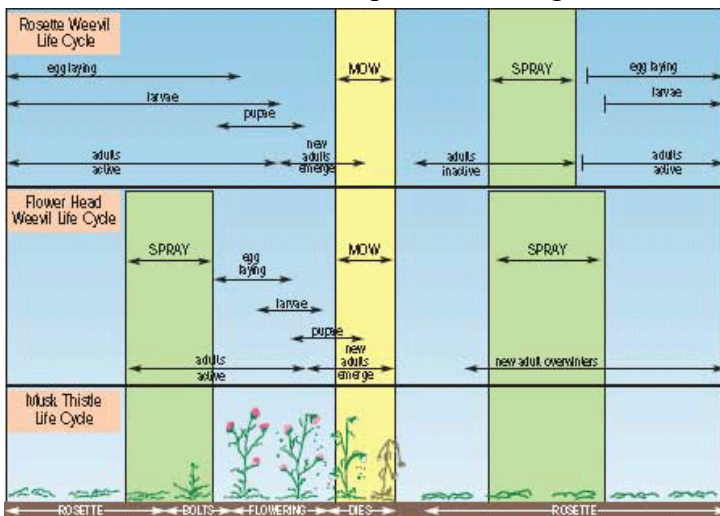 Rosette Weevil
Life Cycle
egg laying
larvae
pupae
adults
active
new
adults
emerge
MOW
SPRAY
adults
inactive
egg laying
larvae
adults
active
Flower Head
Weevil Life Cycle
SPRAY
egg
laying
larvae
pupae
adults
active
new
adults
emerge
MOW
SPRAY
new adult overwinters
Musk Thistle
Life Cycle
ROSETTE
BOLTS
FLOWERING
DIES
ROSETTE